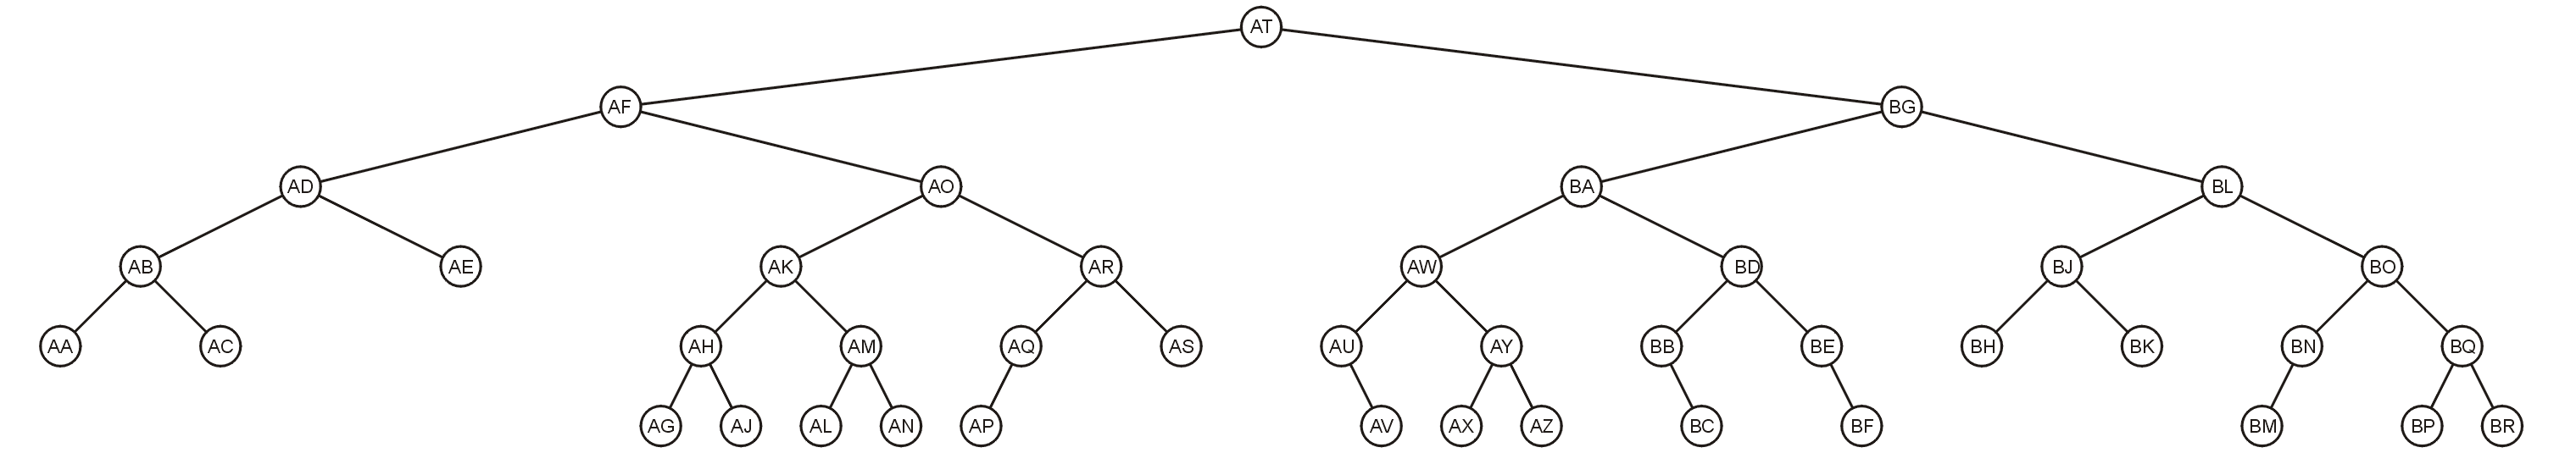 AT
AF BG
AD AO BA BL
AB AE AK AR AW BD BJ BO
AA AC AH AM AQ AS AU AY BB BE BH BK BN BQ
AG AJ AL AN AP AV AX AZ BC BF BM BP BR